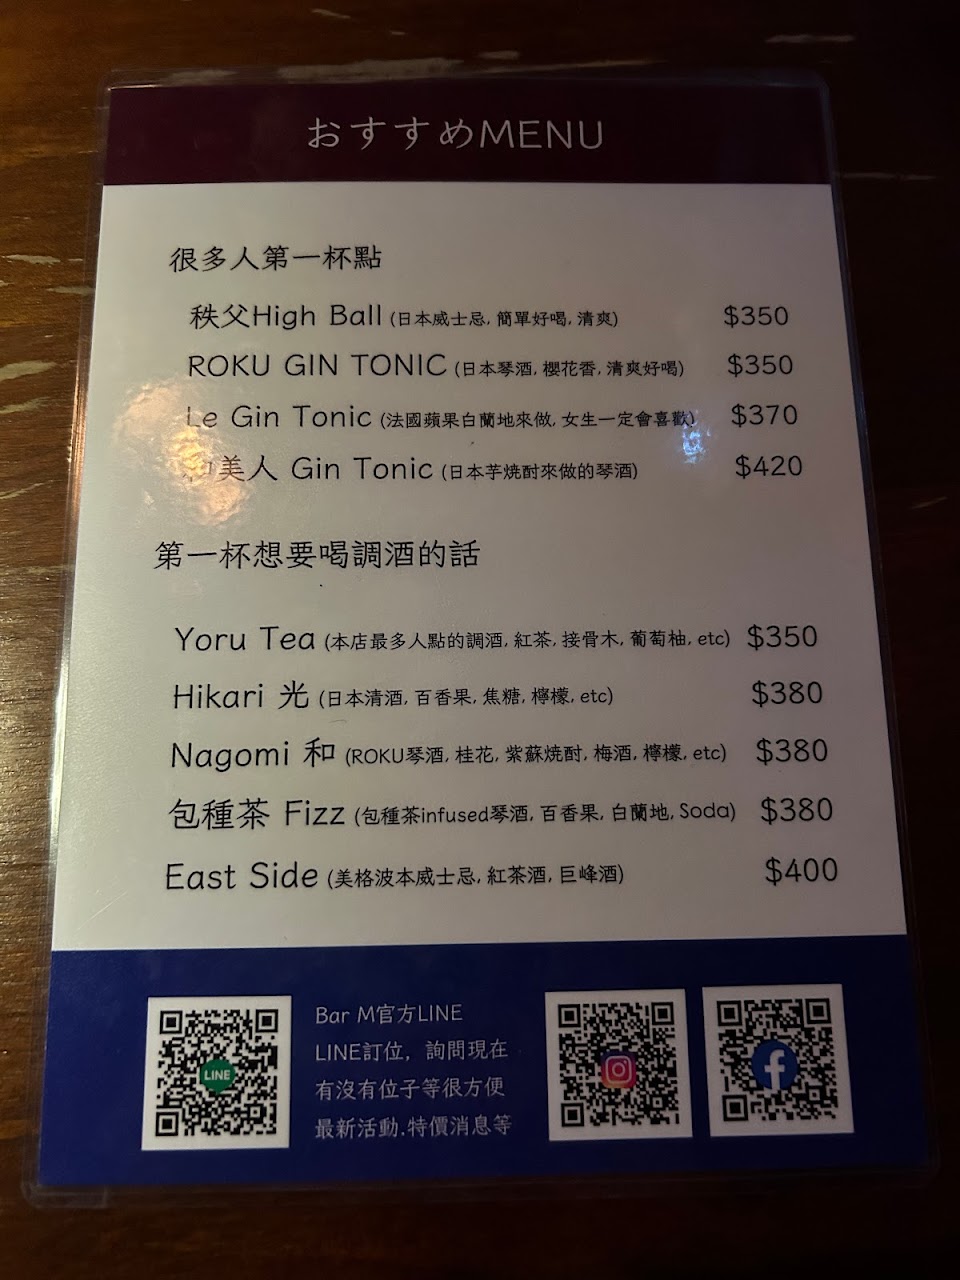 おすすめMENU
很多人第一杯點
秩父High Ball (日本威士忌, 簡單好喝, 清爽) $350
ROKU GIN TONIC (日本琴酒, 櫻花香, 清爽好喝) $350
Le Gin Tonic (法國蘋果白蘭地來做, 女生一定會喜歡) $370
和美人 Gin Tonic (日本芋焼酎來做的琴酒) $420
第一杯想要喝調酒的話
Yoru Tea (本店最多人點的調酒, 紅茶, 接骨木, 葡萄柚, etc) $350
Hikari 光 (日本清酒, 百香果, 焦糖, 檸檬, etc) $380
Nagomi 和 (ROKU琴酒, 桂花, 紫蘇焼酎, 梅酒, 檸檬, etc) $380
包種茶 Fizz (包種茶infused琴酒, 百香果, 白蘭地, Soda) $380
East Side (美格波本威士忌, 紅茶酒, 巨峰酒) $400
Bar M官方LINE
LINE訂位，詢問現在
有沒有位子等很方便
最新活動.特價消息等
LINE